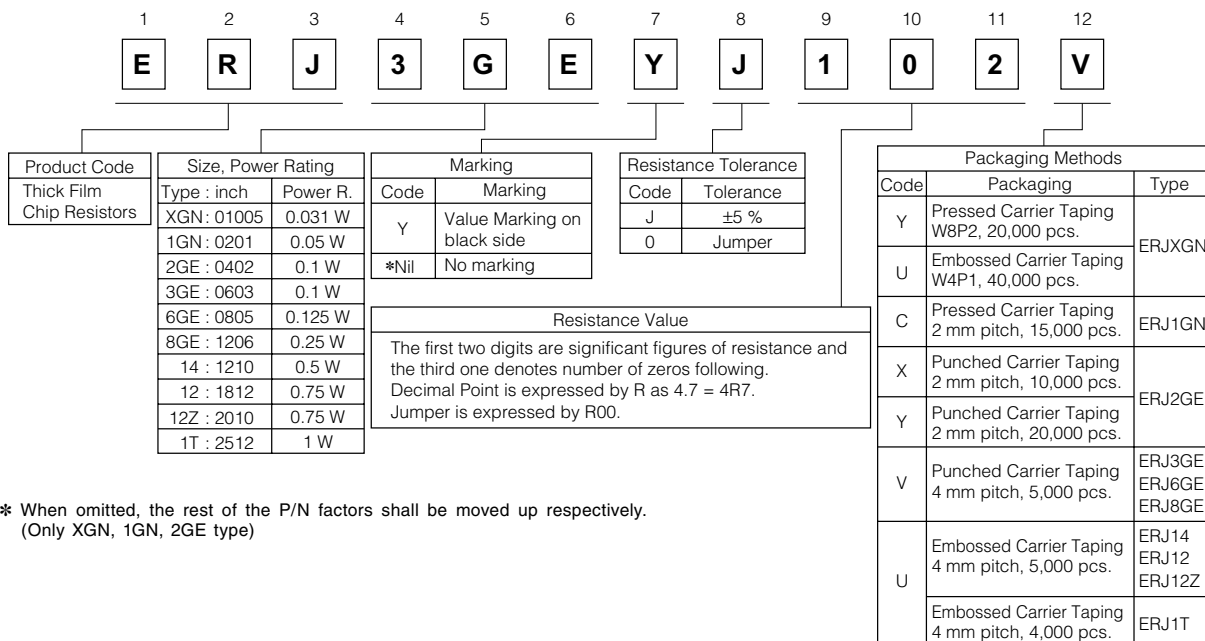 1 2 3 4 5 6 7 8 9 10 11 12
E R J 3 G E Y J 1 0 2 V
Product Code
Thick Film
Chip Resistors
Size, Power Rating
Type : inch Power R.
XGN : 01005 0.031 W
1GN : 0201 0.05 W
2GE : 0402 0.1 W
3GE : 0603 0.1 W
6GE : 0805 0.125 W
8GE : 1206 0.25 W
14 : 1210 0.5 W
12 : 1812 0.75 W
12Z : 2010 0.75 W
1T : 2512 1 W
Marking
Code Marking
Y Value Marking on
black side
✻Nil No marking
Resistance Tolerance
Code Tolerance
J ±5 %
0 Jumper
Resistance Value
The first two digits are significant figures of resistance and
the third one denotes number of zeros following.
Decimal Point is expressed by R as 4.7 = 4R7.
Jumper is expressed by R00.
Packaging Methods
Code Packaging Type
Y Pressed Carrier Taping
W8P2, 20,000 pcs.
ERJXGN
U Embossed Carrier Taping
W4P1, 40,000 pcs.
C Pressed Carrier Taping
2 mm pitch, 15,000 pcs.
ERJ1GN
X Punched Carrier Taping
2 mm pitch, 10,000 pcs.
ERJ2GE
Y Punched Carrier Taping
2 mm pitch, 20,000 pcs.
V Punched Carrier Taping
4 mm pitch, 5,000 pcs.
ERJ3GE
ERJ6GE
ERJ8GE
U Embossed Carrier Taping
4 mm pitch, 5,000 pcs.
ERJ14
ERJ12
ERJ12Z
Embossed Carrier Taping
4 mm pitch, 4,000 pcs.
ERJ1T
✻ When omitted, the rest of the P/N factors shall be moved up respectively.
(Only XGN, 1GN, 2GE type)